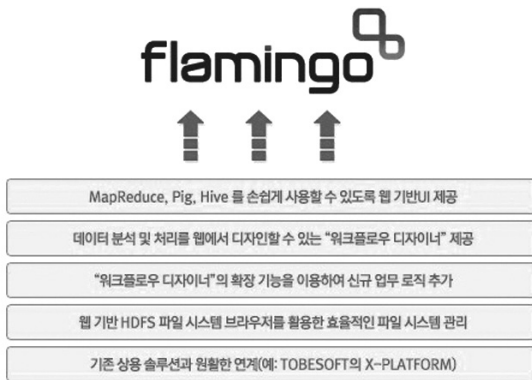 flamingo
MapReduce, Pig, Hive 를 손쉽게 사용할 수 있도록 웹 기반UI 제공
데이터 분석 및 처리를 웹에서 디자인할 수 있는 “워크플로우 디자이너” 제공
“워크플로우 디자이너”의 확장 기능을 이용하여 신규 업무 로직 추가
웹 기반 HDFS 파일 시스템 브라우저를 활용한 효율적인 파일 시스템 관리
기존 상용 솔루션과 원활한 연계(예: TOBESOFT의 X-PLATFORM)